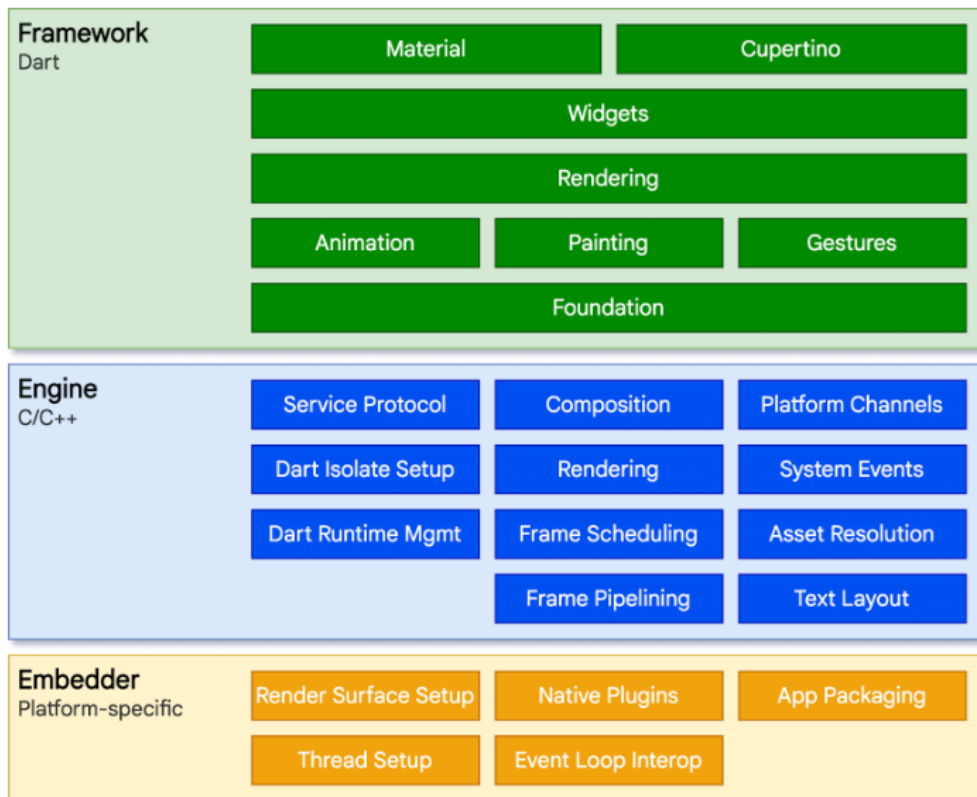 Framework
Dart
Material
Cupertino
Widgets
Rendering
Animation
Painting
Gestures
Foundation
Engine
C/C++
Service Protocol
Composition
Platform Channels
Dart Isolate Setup
Rendering
System Events
Dart Runtime Mgmt
Frame Scheduling
Asset Resolution
Frame Pipelining
Text Layout
Embedder
Platform-specific
Render Surface Setup
Native Plugins
App Packaging
Thread Setup
Event Loop Interop